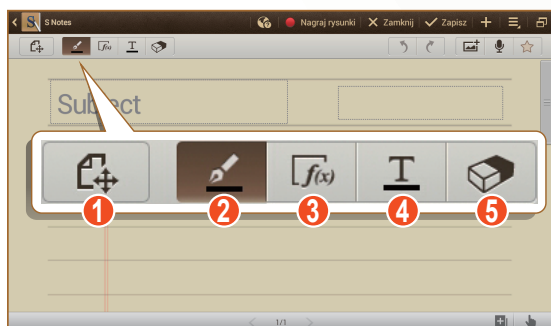 S Notes Nagraj rysunki Zamknij Zapisz
f(x) T
Subject
f(x) T
1 2 3 4 5
1/1